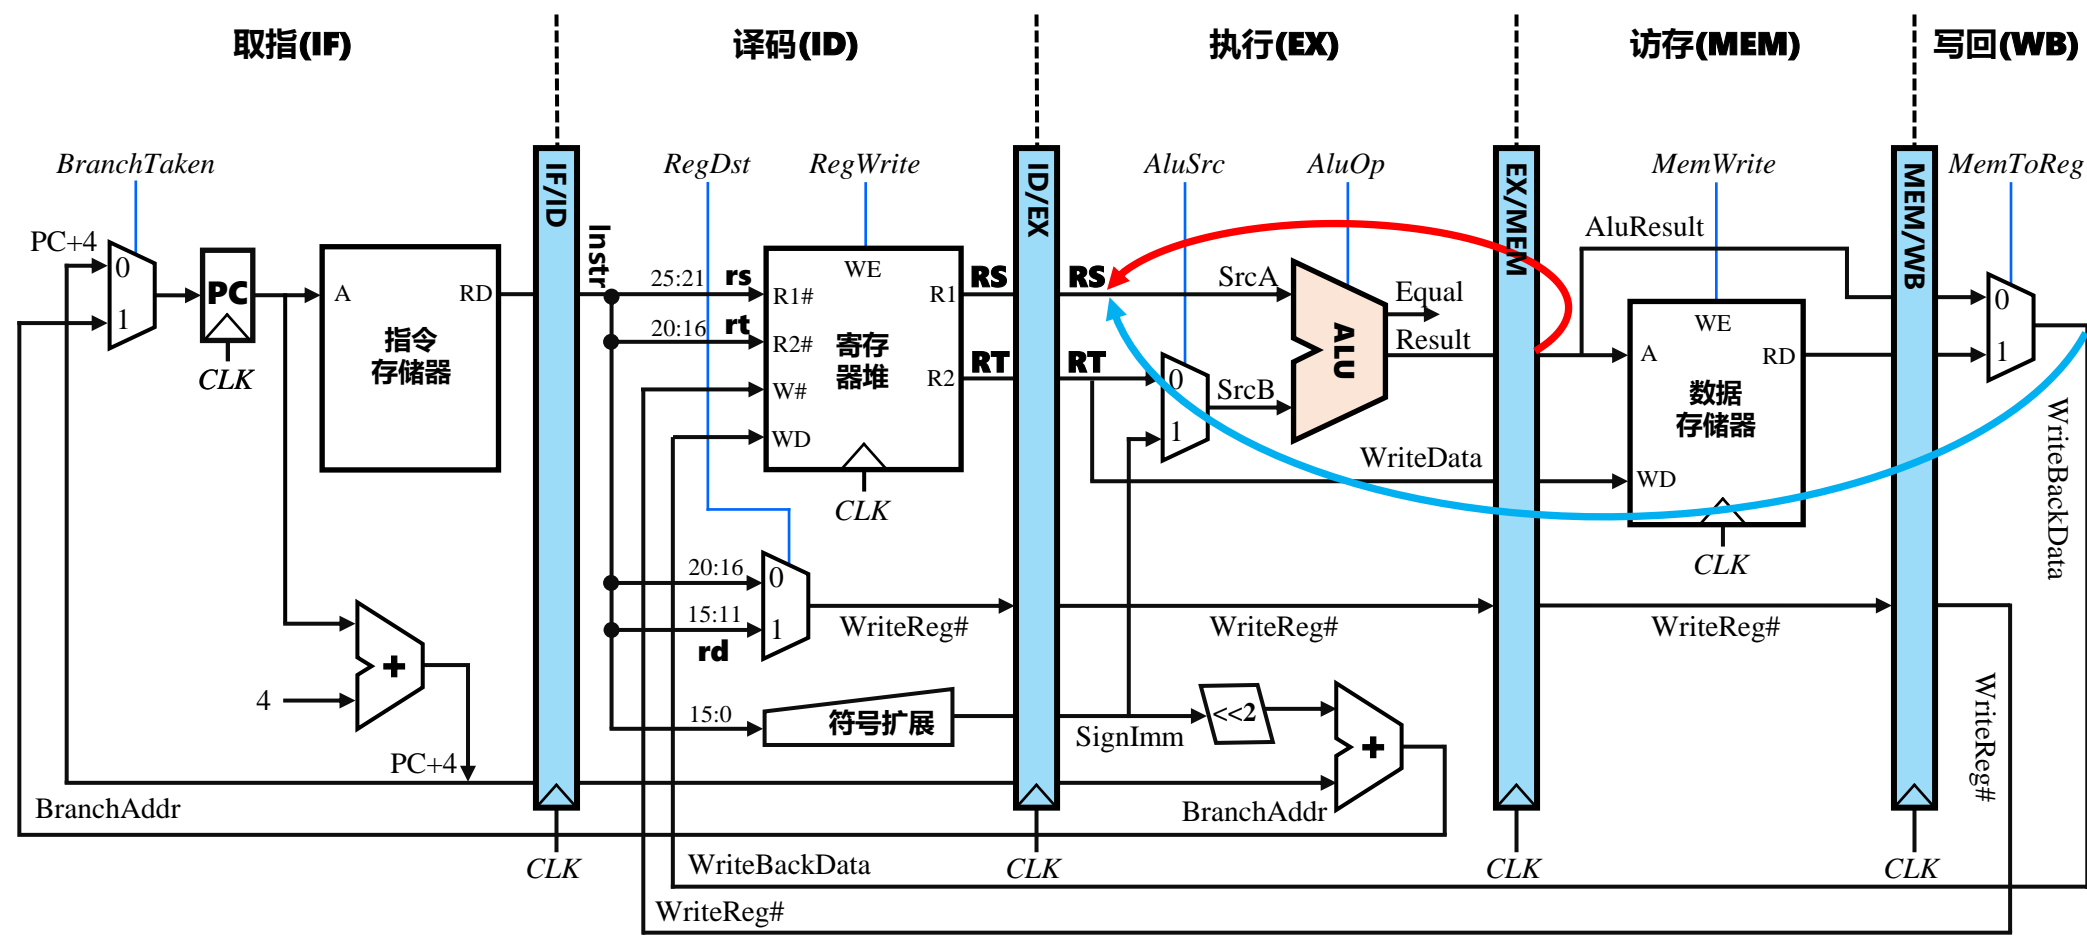 取指(IF)
译码(ID)
执行(EX)
访存(MEM)
写回(WB)
BranchTaken
RegDst
RegWrite
AluSrc
AluOp
MemWrite
MemToReg
IF/ID
ID/EX
EX/MEM
MEM/WB
PC+4
0
1
PC
CLK
A
RD
指令
存储器
4
+
PC+4
BranchAddr
CLK
Instr
25:21 rs
20:16 rt
WE
R1#
R2#
W#
WD
R1
R2
寄存
器堆
CLK
RS
RT
20:16
15:11
rd
0
1
WriteReg#
15:0
符号扩展
WriteBackData
WriteReg#
CLK
RS
RT
SrcA
0
1
SrcB
ALU
Equal
Result
WriteData
WriteReg#
SignImm
<<2
+
BranchAddr
CLK
AluResult
WE
A
RD
数据
存储器
WD
CLK
WriteReg#
CLK
0
1
WriteBackData
WriteReg#